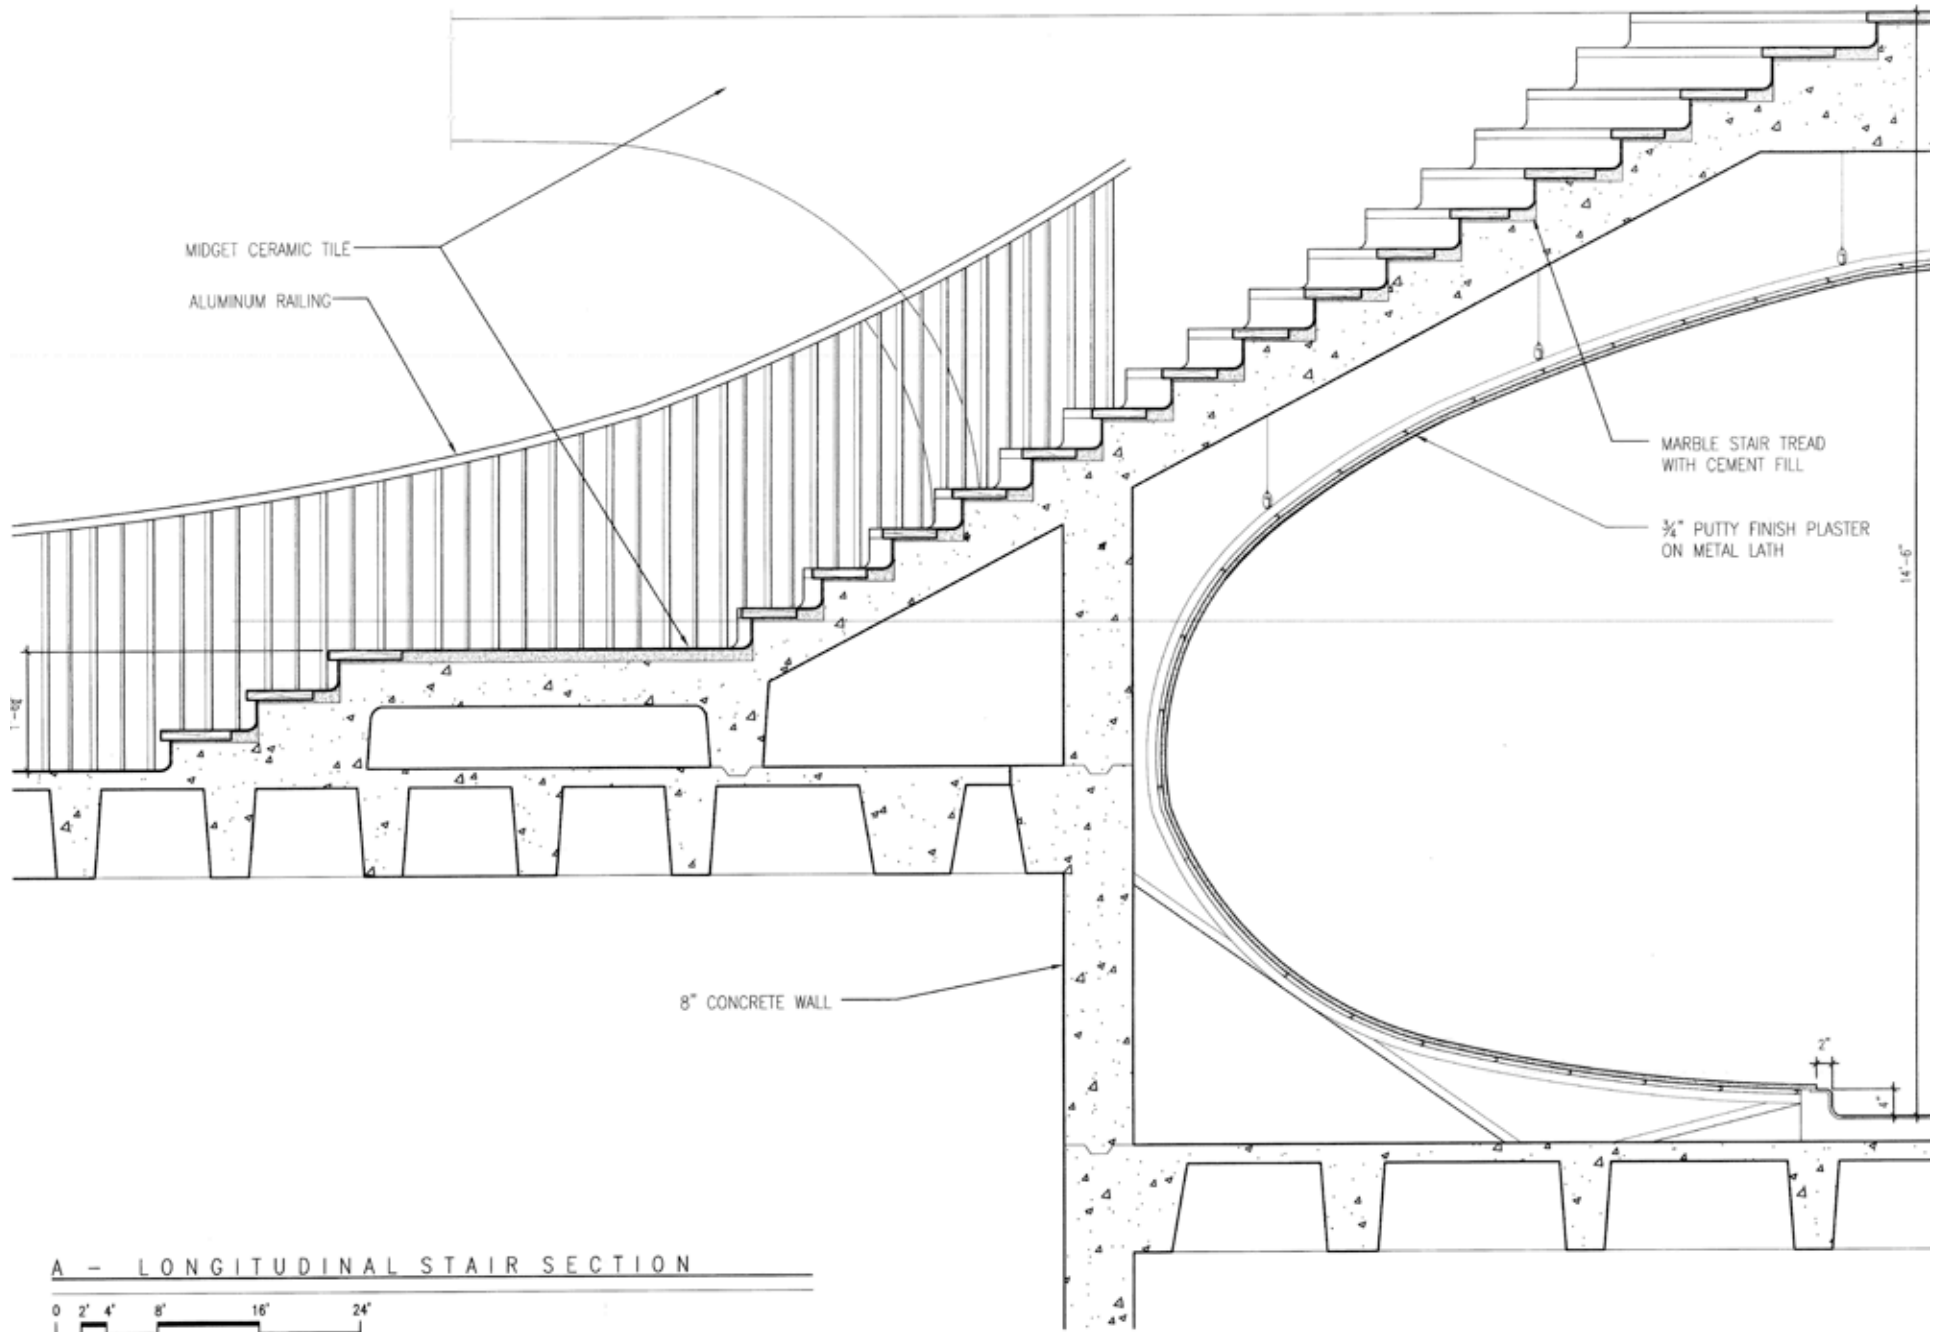 MIDGET CERAMIC TILE
ALUMINUM RAILING
MARBLE STAIR TREAD
WITH CEMENT FILL
¾" PUTTY FINISH PLASTER
ON METAL LATH
14'-6"
8" CONCRETE WALL
2"
4"
A - LONGITUDINAL STAIR SECTION
0 2' 4" 8' 16' 24"